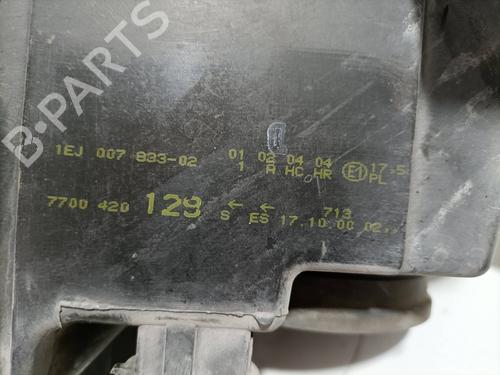 B-PARTS
1EJ 007 833-02 01 02 04 04
1 A HC HR E1 17.5
PL
7700 420 129 S ← ← ES 713
17.10.00 02